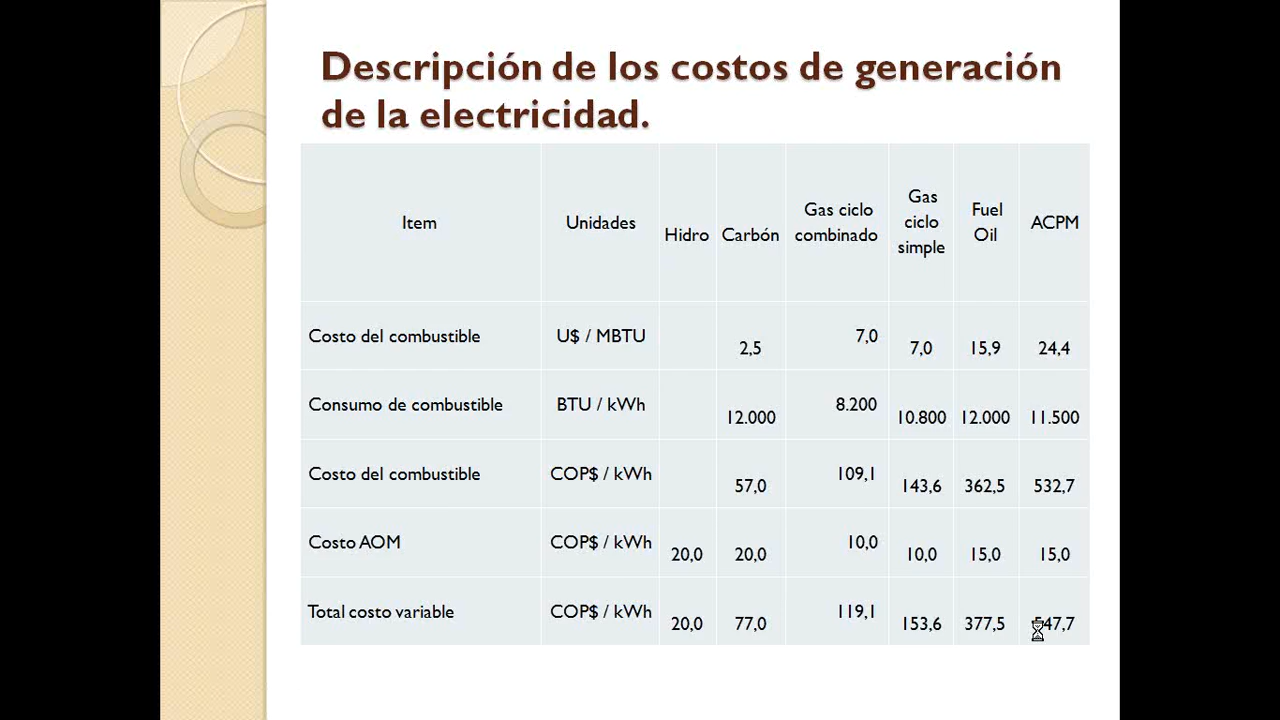 Descripción de los costos de generación
de la electricidad.
Item Unidades Hidro Carbón Gas ciclo combinado Gas ciclo simple Fuel Oil ACPM
Costo del combustible U$ / MBTU 2,5 7,0 7,0 15,9 24,4
Consumo de combustible BTU / kWh 12.000 8.200 10.800 12.000 11.500
Costo del combustible COP$ / kWh 57,0 109,1 143,6 362,5 532,7
Costo AOM COP$ / kWh 20,0 20,0 10,0 10,0 15,0 15,0
Total costo variable COP$ / kWh 20,0 77,0 119,1 153,6 377,5 547,7